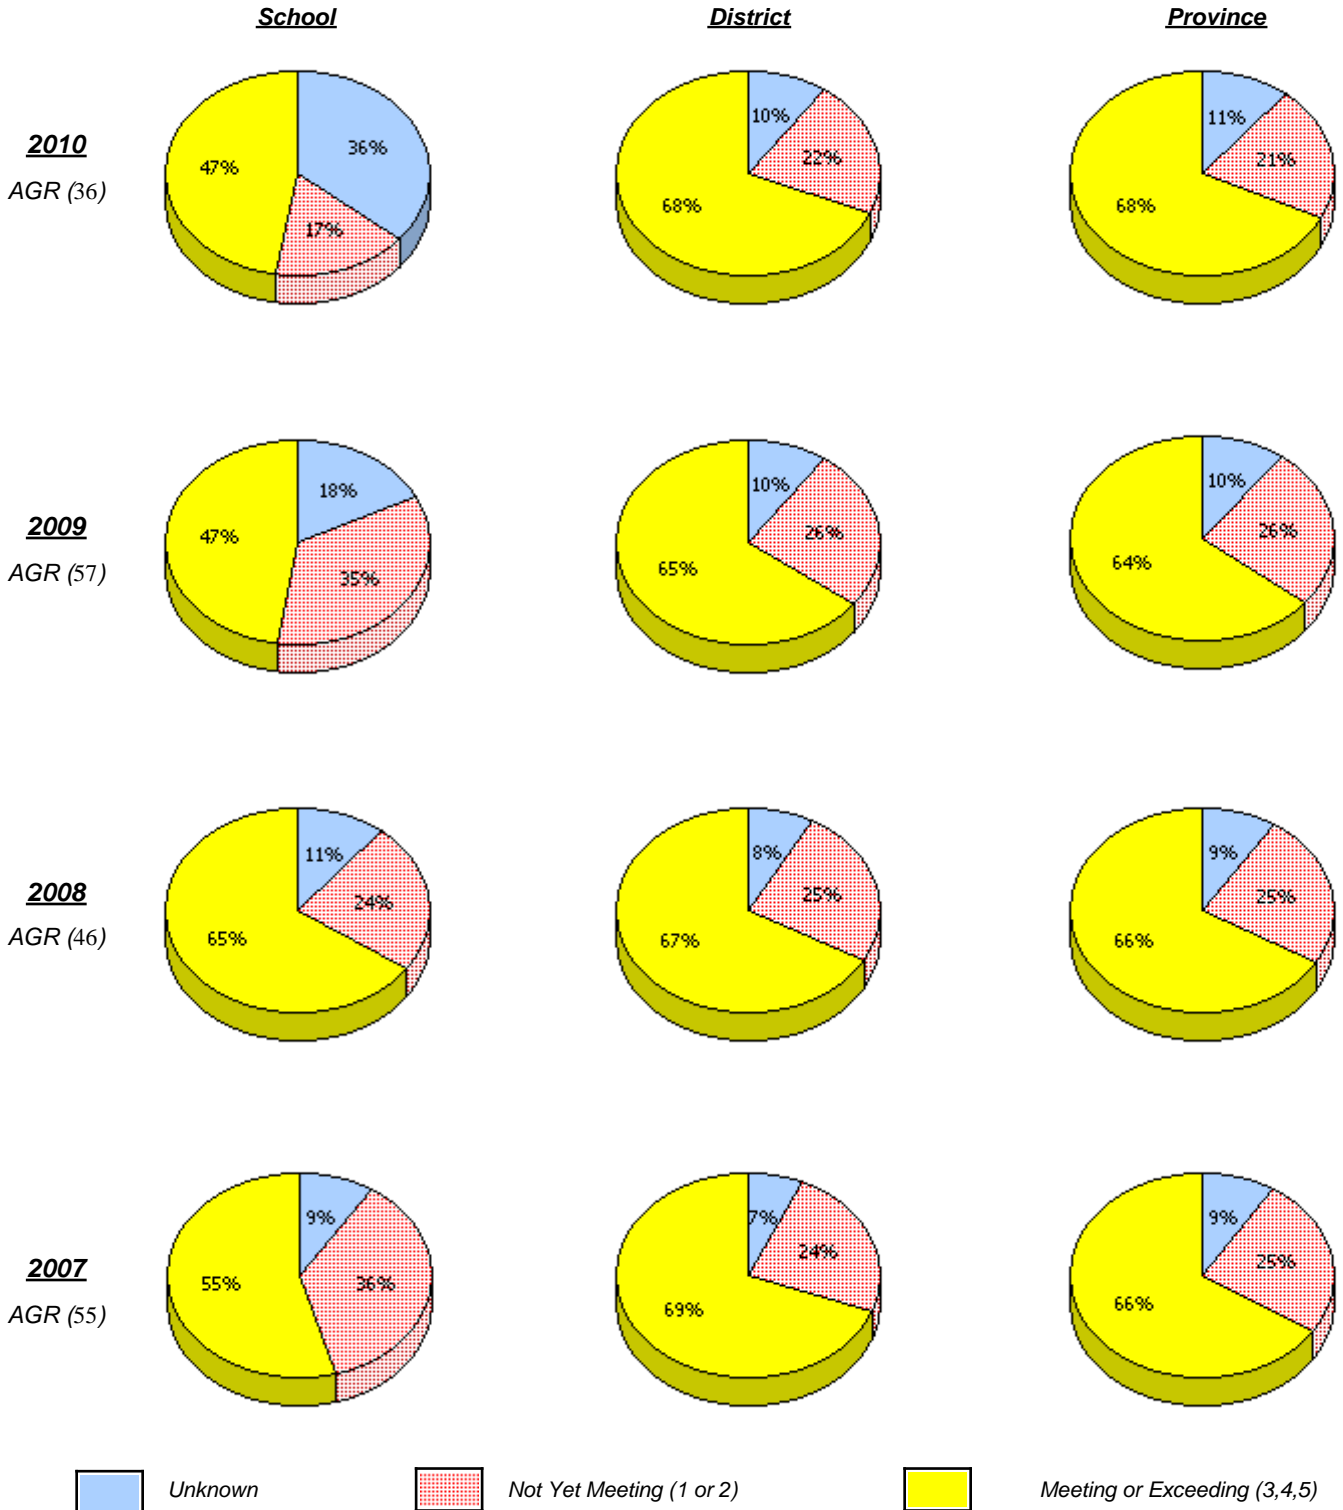 School District Province
2010
AGR (36)
47% 36% 17%
10% 22% 68%
11% 21% 68%
2009
AGR (57)
47% 18% 35%
10% 26% 65%
10% 26% 64%
2008
AGR (46)
11% 24% 65%
8% 25% 67%
9% 25% 66%
2007
AGR (55)
9% 55% 36%
7% 24% 69%
9% 25% 66%
Unknown Not Yet Meeting (1 or 2) Meeting or Exceeding (3,4,5)